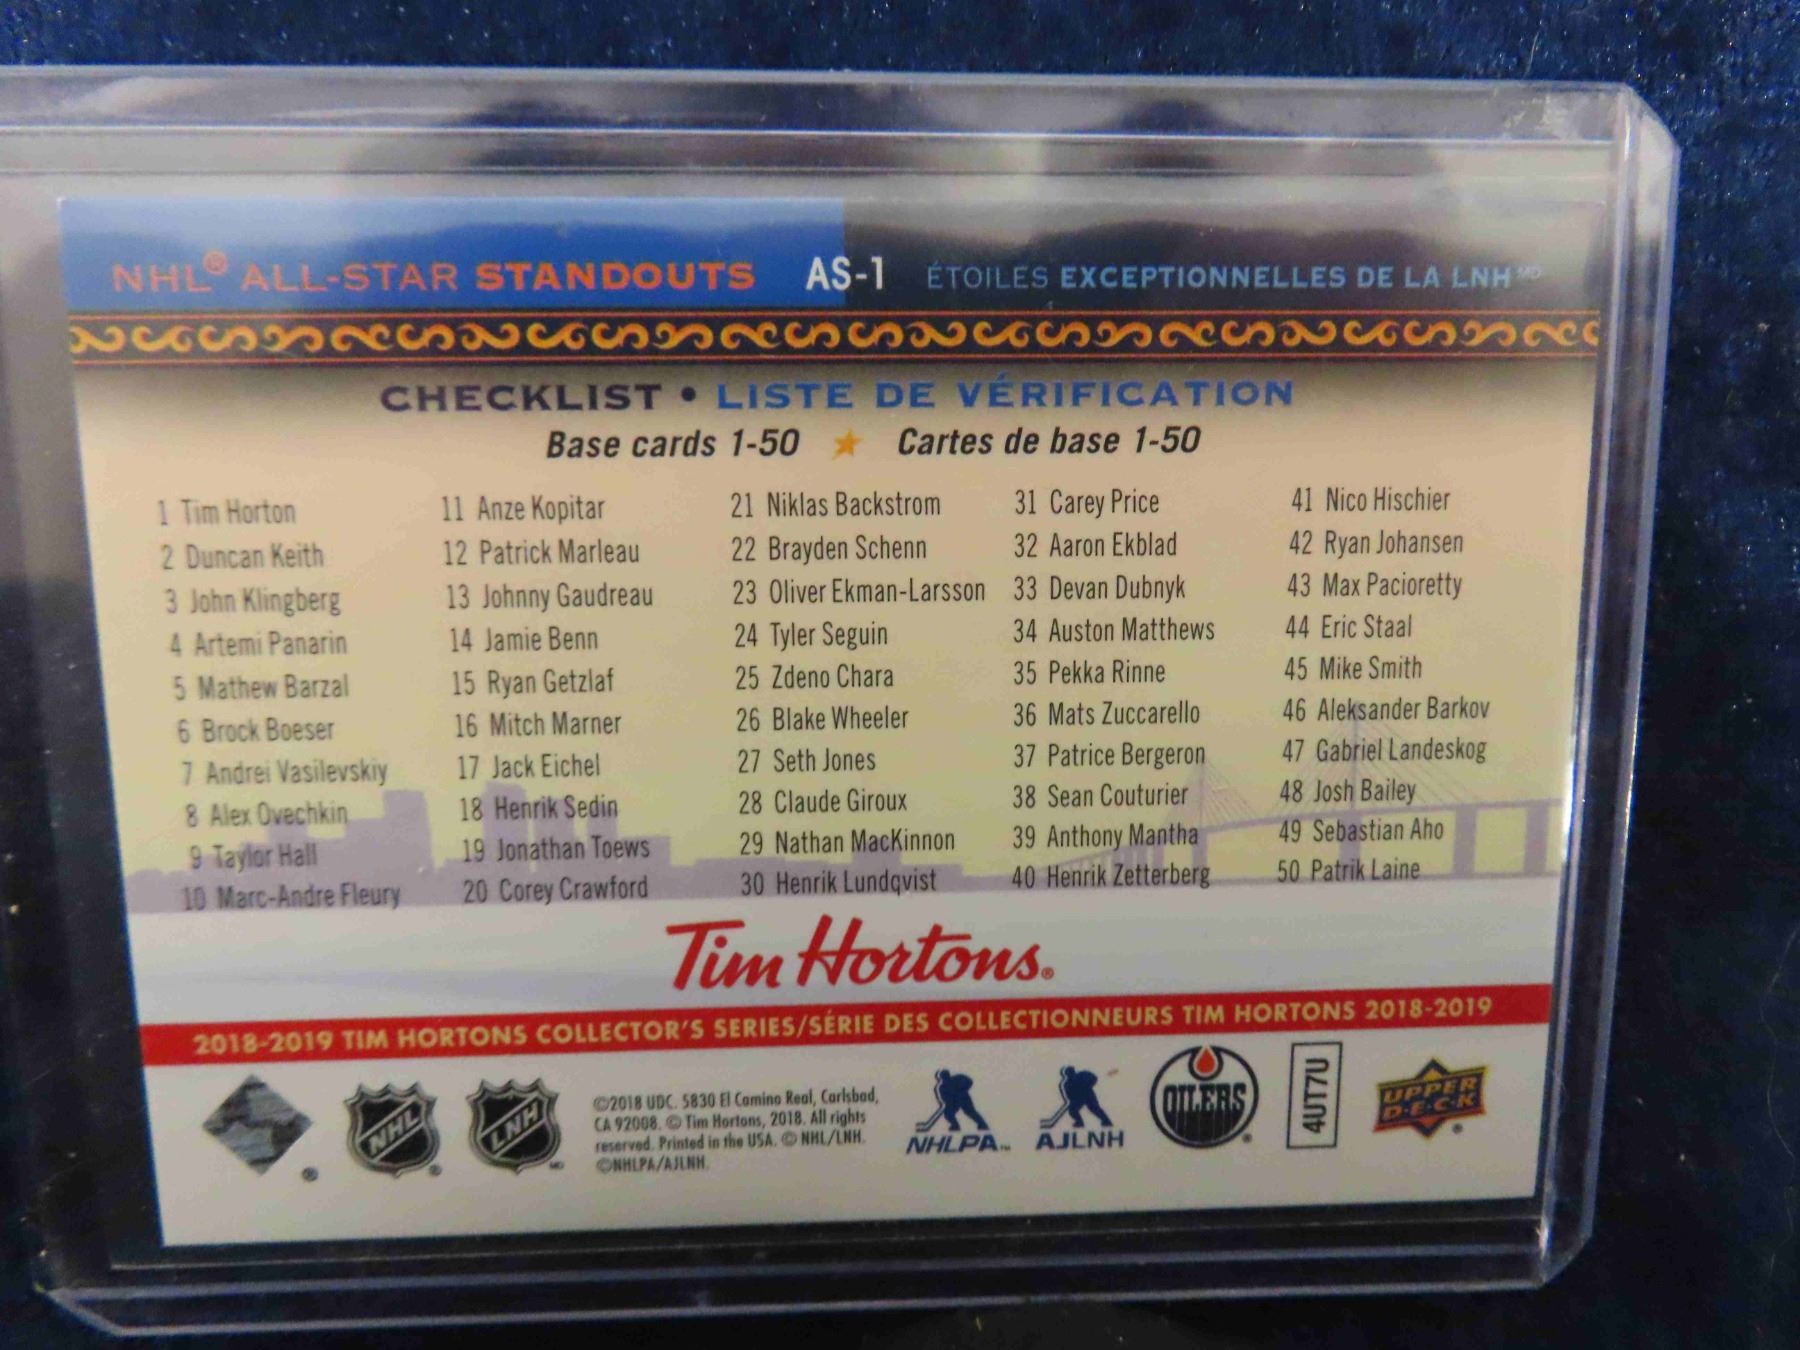 NHL® ALL-STAR STANDOUTS AS-1 ÉTOILES EXCEPTIONNELLES DE LA LNH MD
CHECKLIST • LISTE DE VÉRIFICATION
Base cards 1-50 ★ Cartes de base 1-50
1 Tim Horton
2 Duncan Keith
3 John Klingberg
4 Artemi Panarin
5 Mathew Barzal
6 Brock Boeser
7 Andrei Vasilevskiy
8 Alex Ovechkin
9 Taylor Hall
10 Marc-Andre Fleury
11 Anze Kopitar
12 Patrick Marleau
13 Johnny Gaudreau
14 Jamie Benn
15 Ryan Getzlaf
16 Mitch Marner
17 Jack Eichel
18 Henrik Sedin
19 Jonathan Toews
20 Corey Crawford
21 Niklas Backstrom
22 Brayden Schenn
23 Oliver Ekman-Larsson
24 Tyler Seguin
25 Zdeno Chara
26 Blake Wheeler
27 Seth Jones
28 Claude Giroux
29 Nathan MacKinnon
30 Henrik Lundqvist
31 Carey Price
32 Aaron Ekblad
33 Devan Dubnyk
34 Auston Matthews
35 Pekka Rinne
36 Mats Zuccarello
37 Patrice Bergeron
38 Sean Couturier
39 Anthony Mantha
40 Henrik Zetterberg
41 Nico Hischier
42 Ryan Johansen
43 Max Pacioretty
44 Eric Staal
45 Mike Smith
46 Aleksander Barkov
47 Gabriel Landeskog
48 Josh Bailey
49 Sebastian Aho
50 Patrik Laine
Tim Hortons®
2018-2019 TIM HORTONS COLLECTOR'S SERIES/SÉRIE DES COLLECTIONNEURS TIM HORTONS 2018-2019
NHL ®
LNH MD
©2018 UDC. 5830 El Camino Real, Carlsbad,
CA 92008. © Tim Hortons, 2018. All rights
reserved. Printed in the USA. © NHL/LNH.
©NHLPA/AJLNH.
NHLPA™
AJLNH
OILERS ®
4UT7U
UPPER
DECK ®